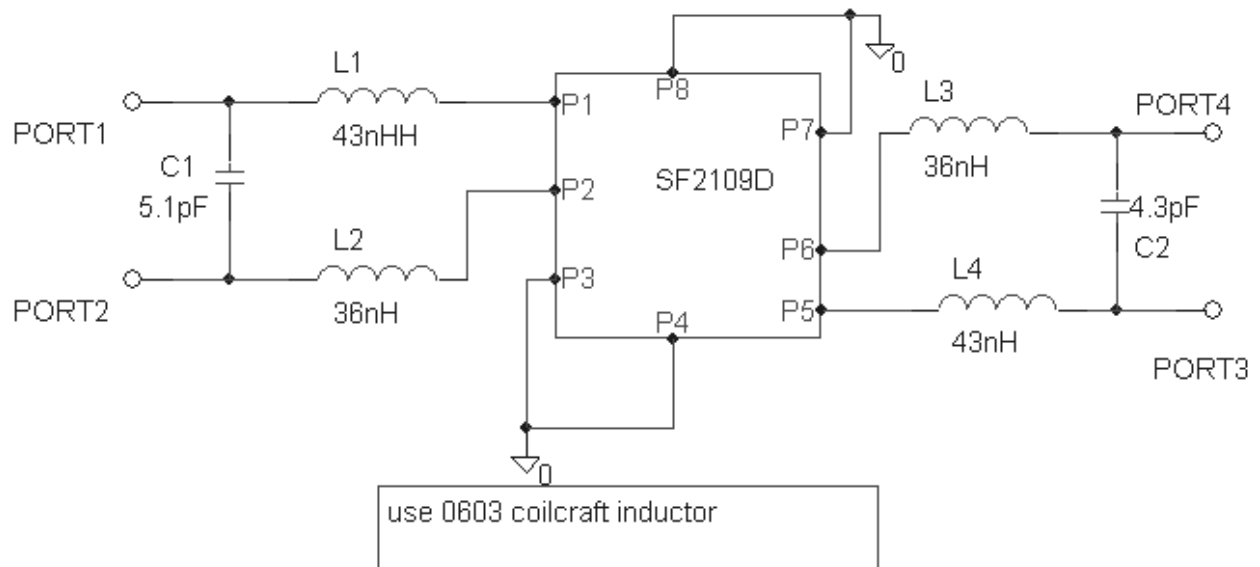 L1
43nHH
PORT1
C1
5.1pF
L2
36nH
PORT2
P1
P2
P3
P4
P5
P6
P7
P8
SF2109D
0
L3
36nH
PORT4
4.3pF
C2
L4
43nH
PORT3
0
use 0603 coilcraft inductor